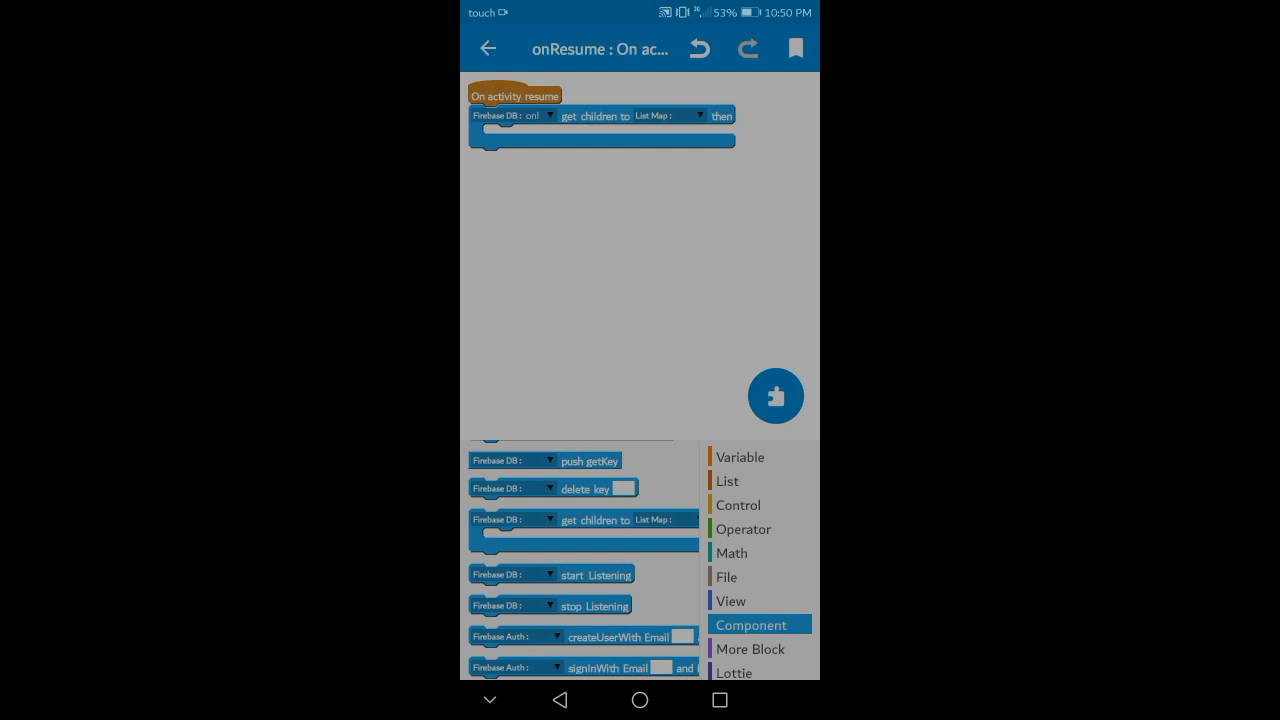 touch 53% 10:50 PM
onResume : On ac...
On activity resume
Firebase DB : onl get children to List Map : then
Firebase DB : push getKey
Firebase DB : delete key
Firebase DB : get children to List Map :
Firebase DB : start Listening
Firebase DB : stop Listening
Firebase Auth : createUserWith Email
Firebase Auth : signInWith Email and
Variable
List
Control
Operator
Math
File
View
Component
More Block
Lottie